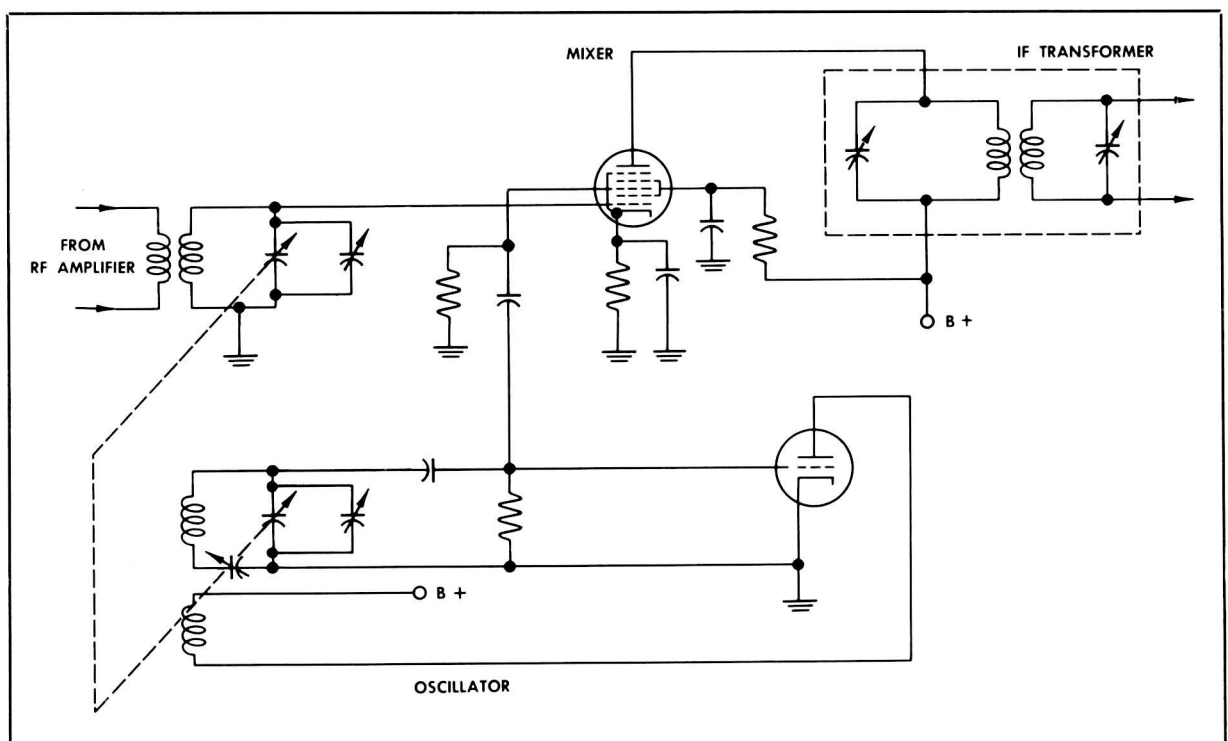 MIXER
IF TRANSFORMER
FROM
RF AMPLIFIER
B +
B +
OSCILLATOR